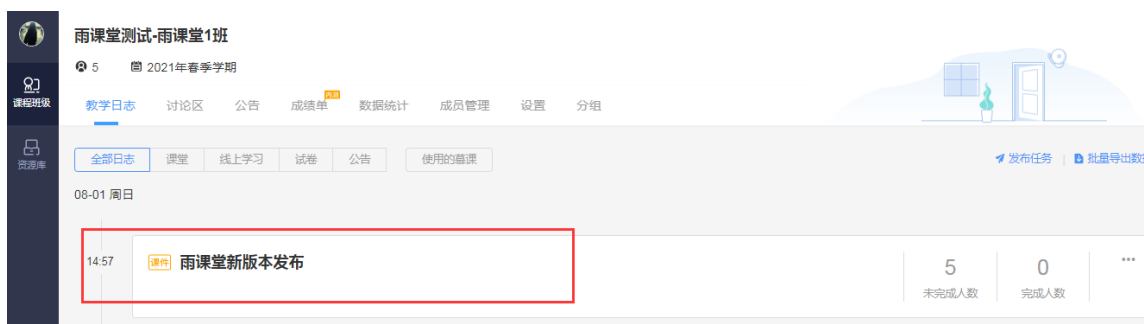 雨课堂测试-雨课堂1班
5 2021年春季学期
课程班级
教学日志 讨论区 公告 成绩单 数据统计 成员管理 设置 分组
资源库
全部日志 课堂 线上学习 试卷 公告 使用的慕课 发布任务 批量导出数
08-01 周日
14:57 课件 雨课堂新版本发布 5 0
未完成人数 完成人数